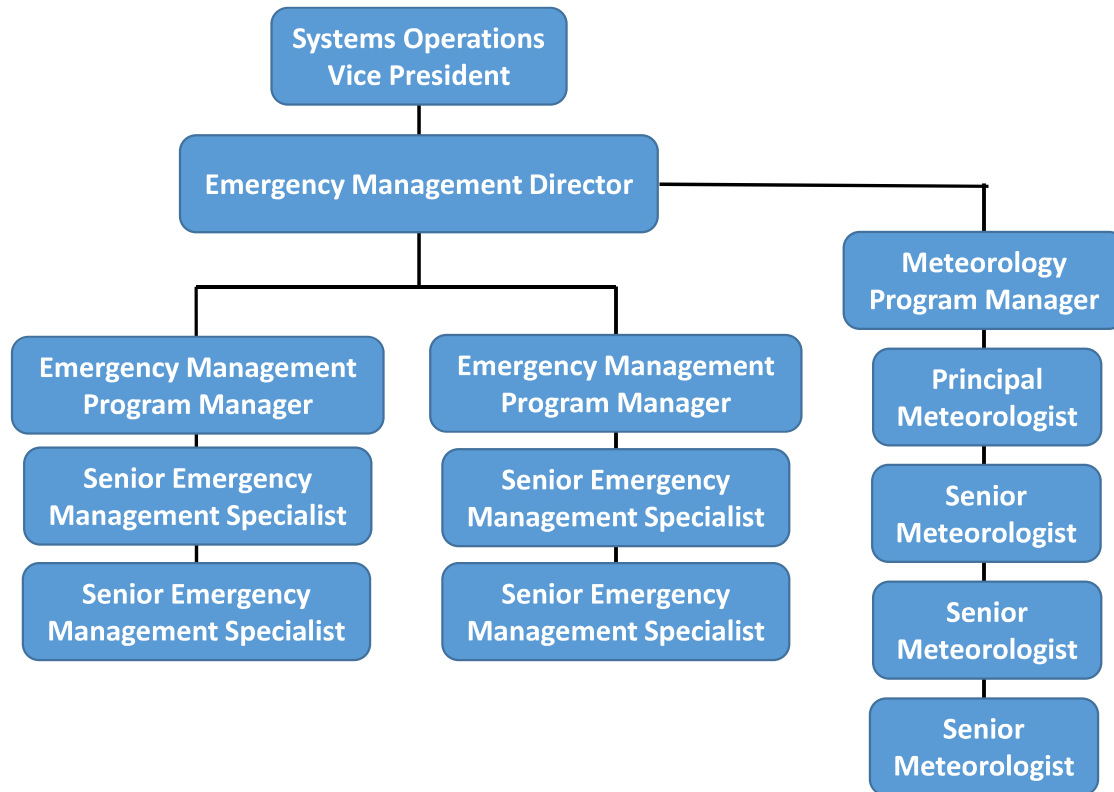 Systems Operations
Vice President
Emergency Management Director
Meteorology
Program Manager
Emergency Management
Program Manager
Emergency Management
Program Manager
Principal
Meteorologist
Senior Emergency
Management Specialist
Senior Emergency
Management Specialist
Senior
Meteorologist
Senior Emergency
Management Specialist
Senior Emergency
Management Specialist
Senior
Meteorologist
Senior
Meteorologist